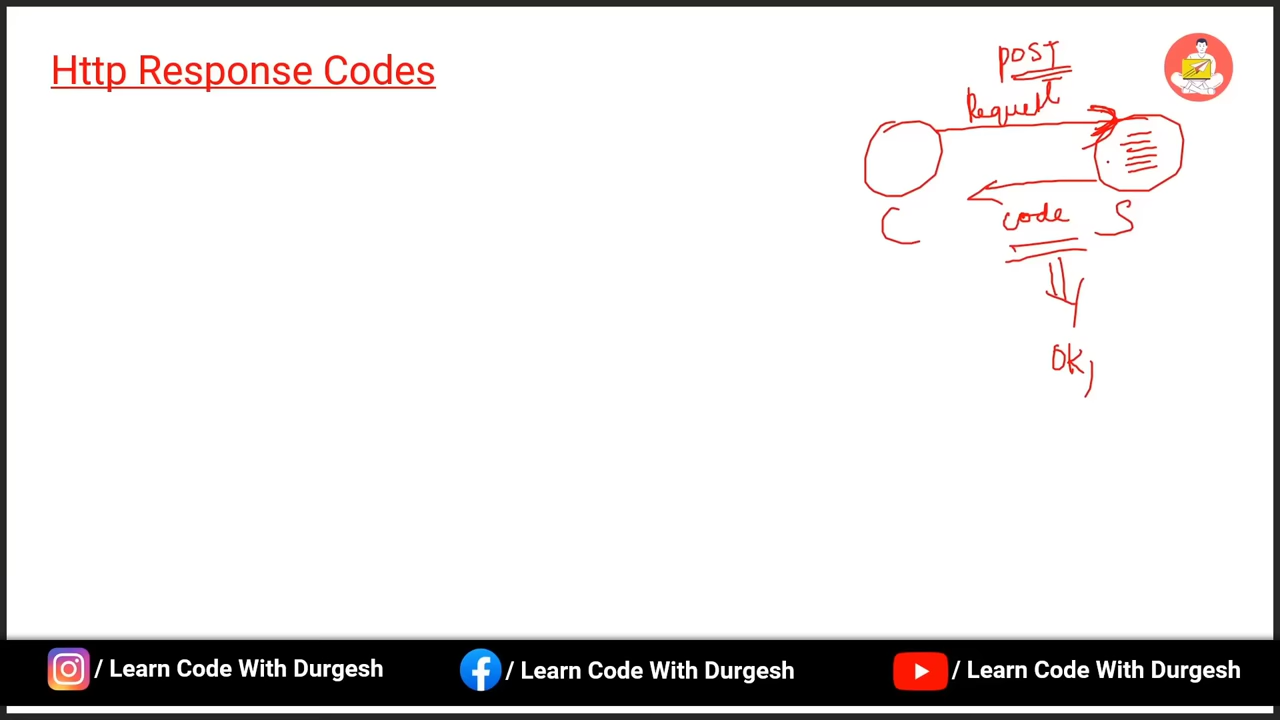 Http Response Codes
POST
Request
code
C
S
OK,
/ Learn Code With Durgesh
/ Learn Code With Durgesh
/ Learn Code With Durgesh